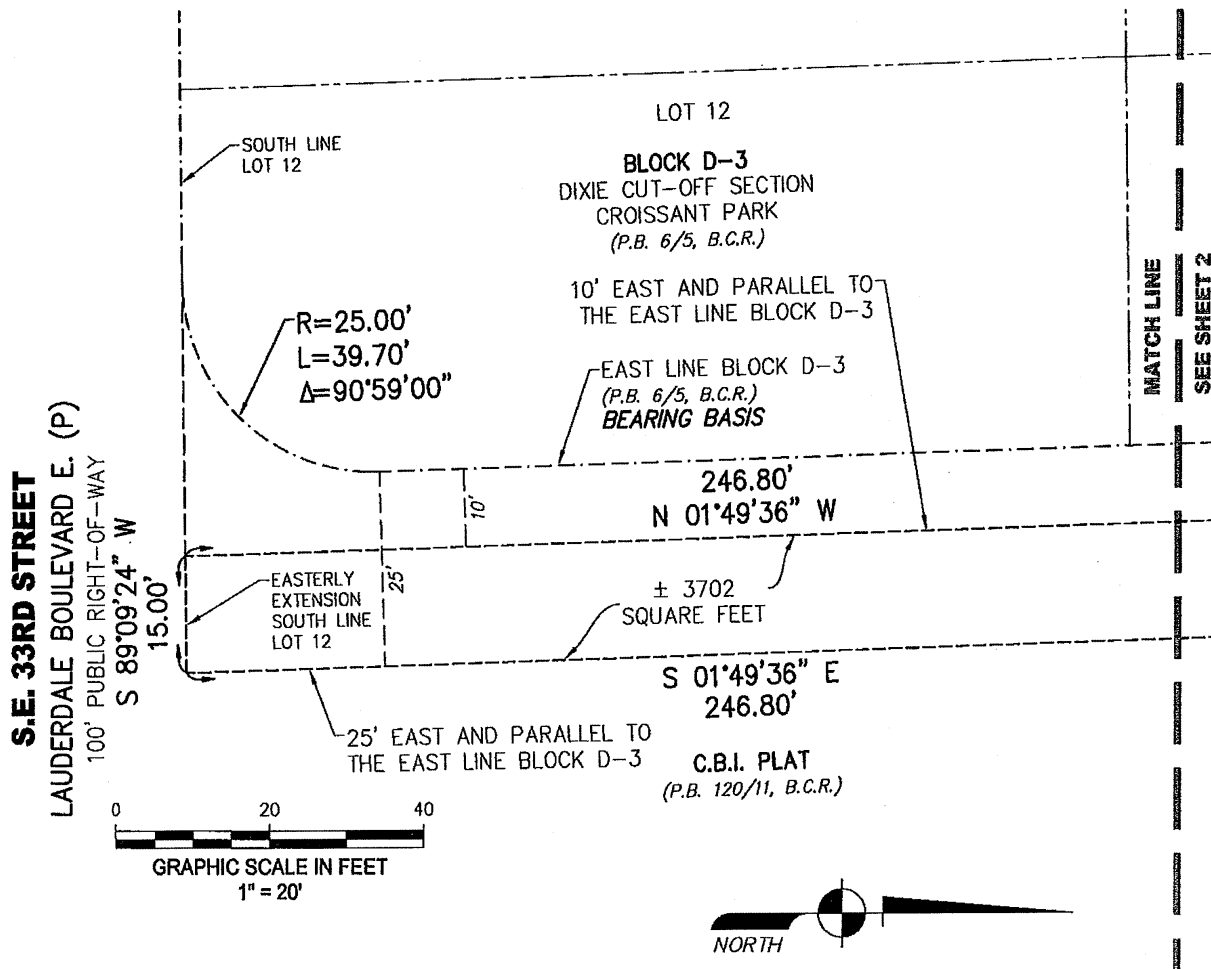 LOT 12
SOUTH LINE
LOT 12
BLOCK D-3
DIXIE CUT-OFF SECTION
CROISSANT PARK
(P.B. 6/5, B.C.R.)
10' EAST AND PARALLEL TO
THE EAST LINE BLOCK D-3
MATCH LINE
SEE SHEET 2
R=25.00'
L=39.70'
Δ=90°59'00"
EAST LINE BLOCK D-3
(P.B. 6/5, B.C.R.)
BEARING BASIS
S.E. 33RD STREET
LAUDERDALE BOULEVARD E. (P)
100' PUBLIC RIGHT-OF-WAY
S 89°09'24" W
15.00'
10'
25'
246.80'
N 01°49'36" W
EASTERLY
EXTENSION
SOUTH LINE
LOT 12
± 3702
SQUARE FEET
S 01°49'36" E
246.80'
25' EAST AND PARALLEL TO
THE EAST LINE BLOCK D-3
C.B.I. PLAT
(P.B. 120/11, B.C.R.)
0 20 40
GRAPHIC SCALE IN FEET
1" = 20'
NORTH